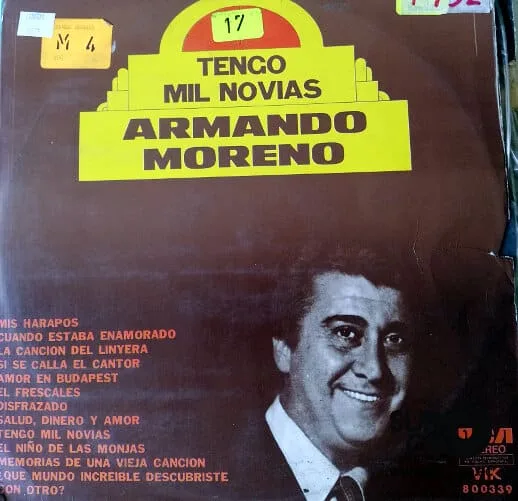 17
M 4
TENGO
MIL NOVIAS
ARMANDO
MORENO
MIS HARAPOS
CUANDO ESTABA ENAMORADO
LA CANCION DEL LINYERA
SI SE CALLA EL CANTOR
AMOR EN BUDAPEST
EL FRESCALES
DISFRAZADO
SALUD, DINERO Y AMOR
TENGO MIL NOVIAS
EL NIÑO DE LAS MONJAS
MEMORIAS DE UNA VIEJA CANCION
¿QUE MUNDO INCREIBLE DESCUBRISTE
CON OTRO?
VIK
800339